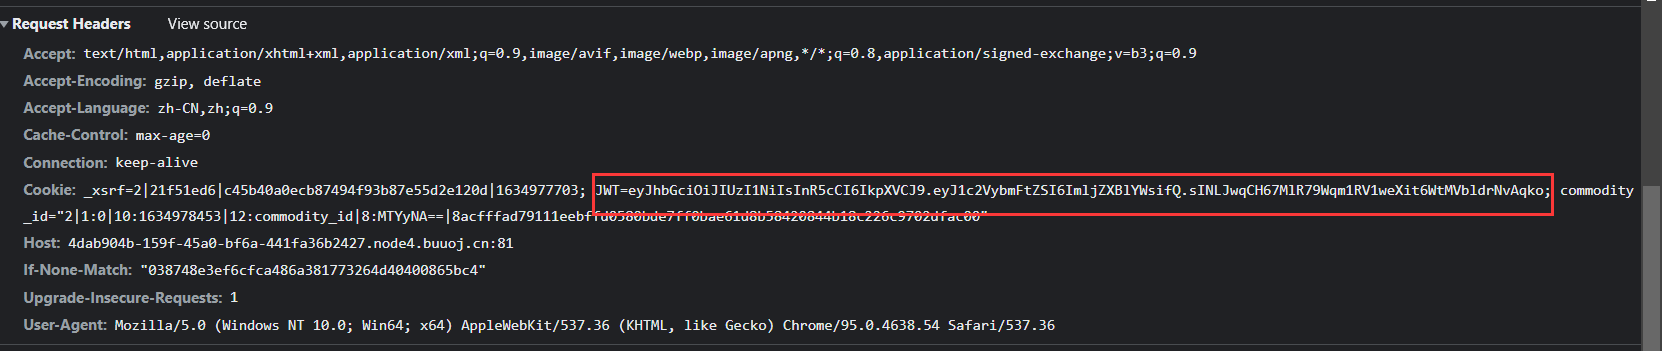 Request Headers View source
Accept: text/html,application/xhtml+xml,application/xml;q=0.9,image/avif,image/webp,image/apng,*/*;q=0.8,application/signed-exchange;v=b3;q=0.9
Accept-Encoding: gzip, deflate
Accept-Language: zh-CN,zh;q=0.9
Cache-Control: max-age=0
Connection: keep-alive
Cookie: _xsrf=2|21f51ed6|c45b40a0ecb87494f93b87e55d2e120d|1634977703; JWT=eyJhbGciOiJIUzI1NiIsInR5cCI6IkpXVCJ9.eyJ1c2VybmFtZSI6ImljZXBlYWsifQ.sINLJwqCH67MlR79Wqm1RV1weXit6WtMVbldrNvAqko; commodity
_id="2|1:0|10:1634978453|12:commodity_id|8:MTYyNA==|8acfffad79111eebffd0580bde7ff0bae61d8b58420844b18c226c9702dfac00"
Host: 4dab904b-159f-45a0-bf6a-441fa36b2427.node4.buuoj.cn:81
If-None-Match: "038748e3ef6cfca486a381773264d40400865bc4"
Upgrade-Insecure-Requests: 1
User-Agent: Mozilla/5.0 (Windows NT 10.0; Win64; x64) AppleWebKit/537.36 (KHTML, like Gecko) Chrome/95.0.4638.54 Safari/537.36